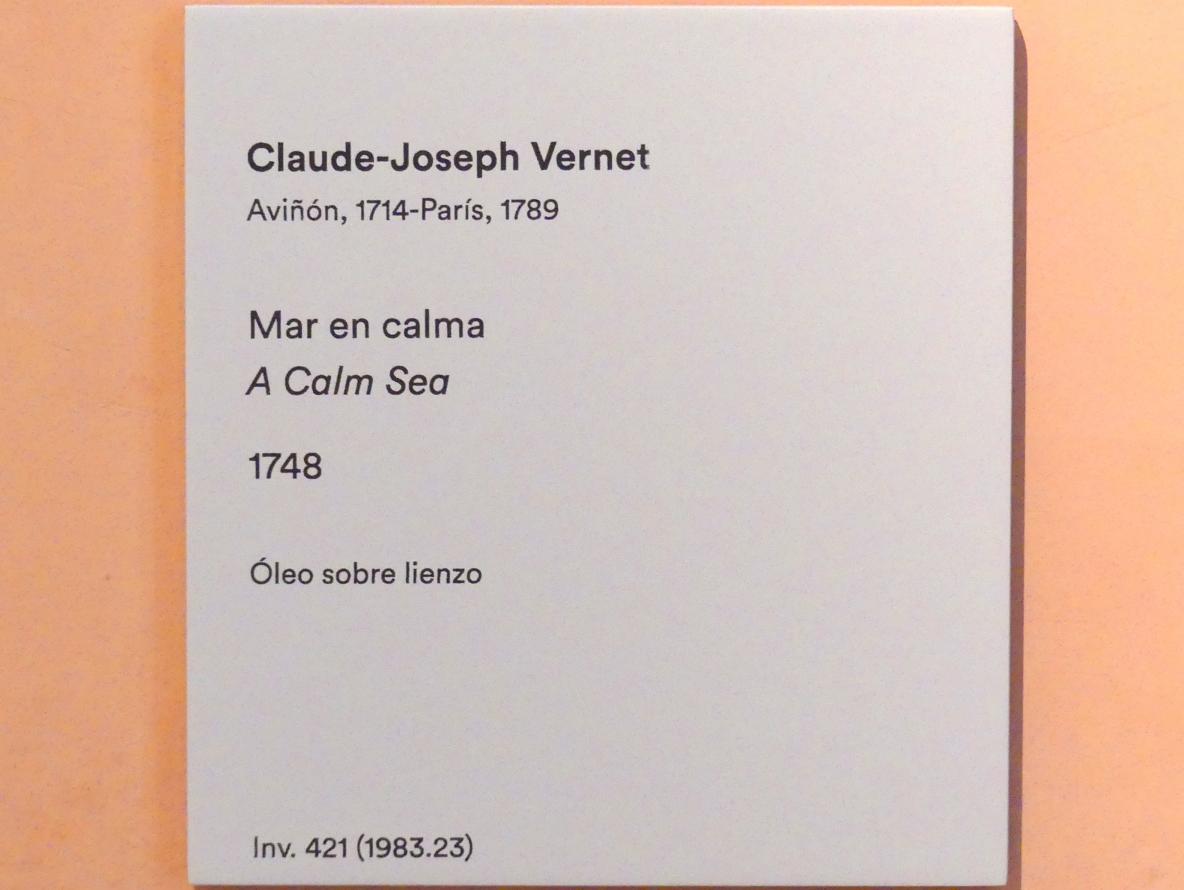 Claude-Joseph Vernet
Aviñón, 1714-París, 1789
Mar en calma
A Calm Sea
1748
Óleo sobre lienzo
Inv. 421 (1983.23)